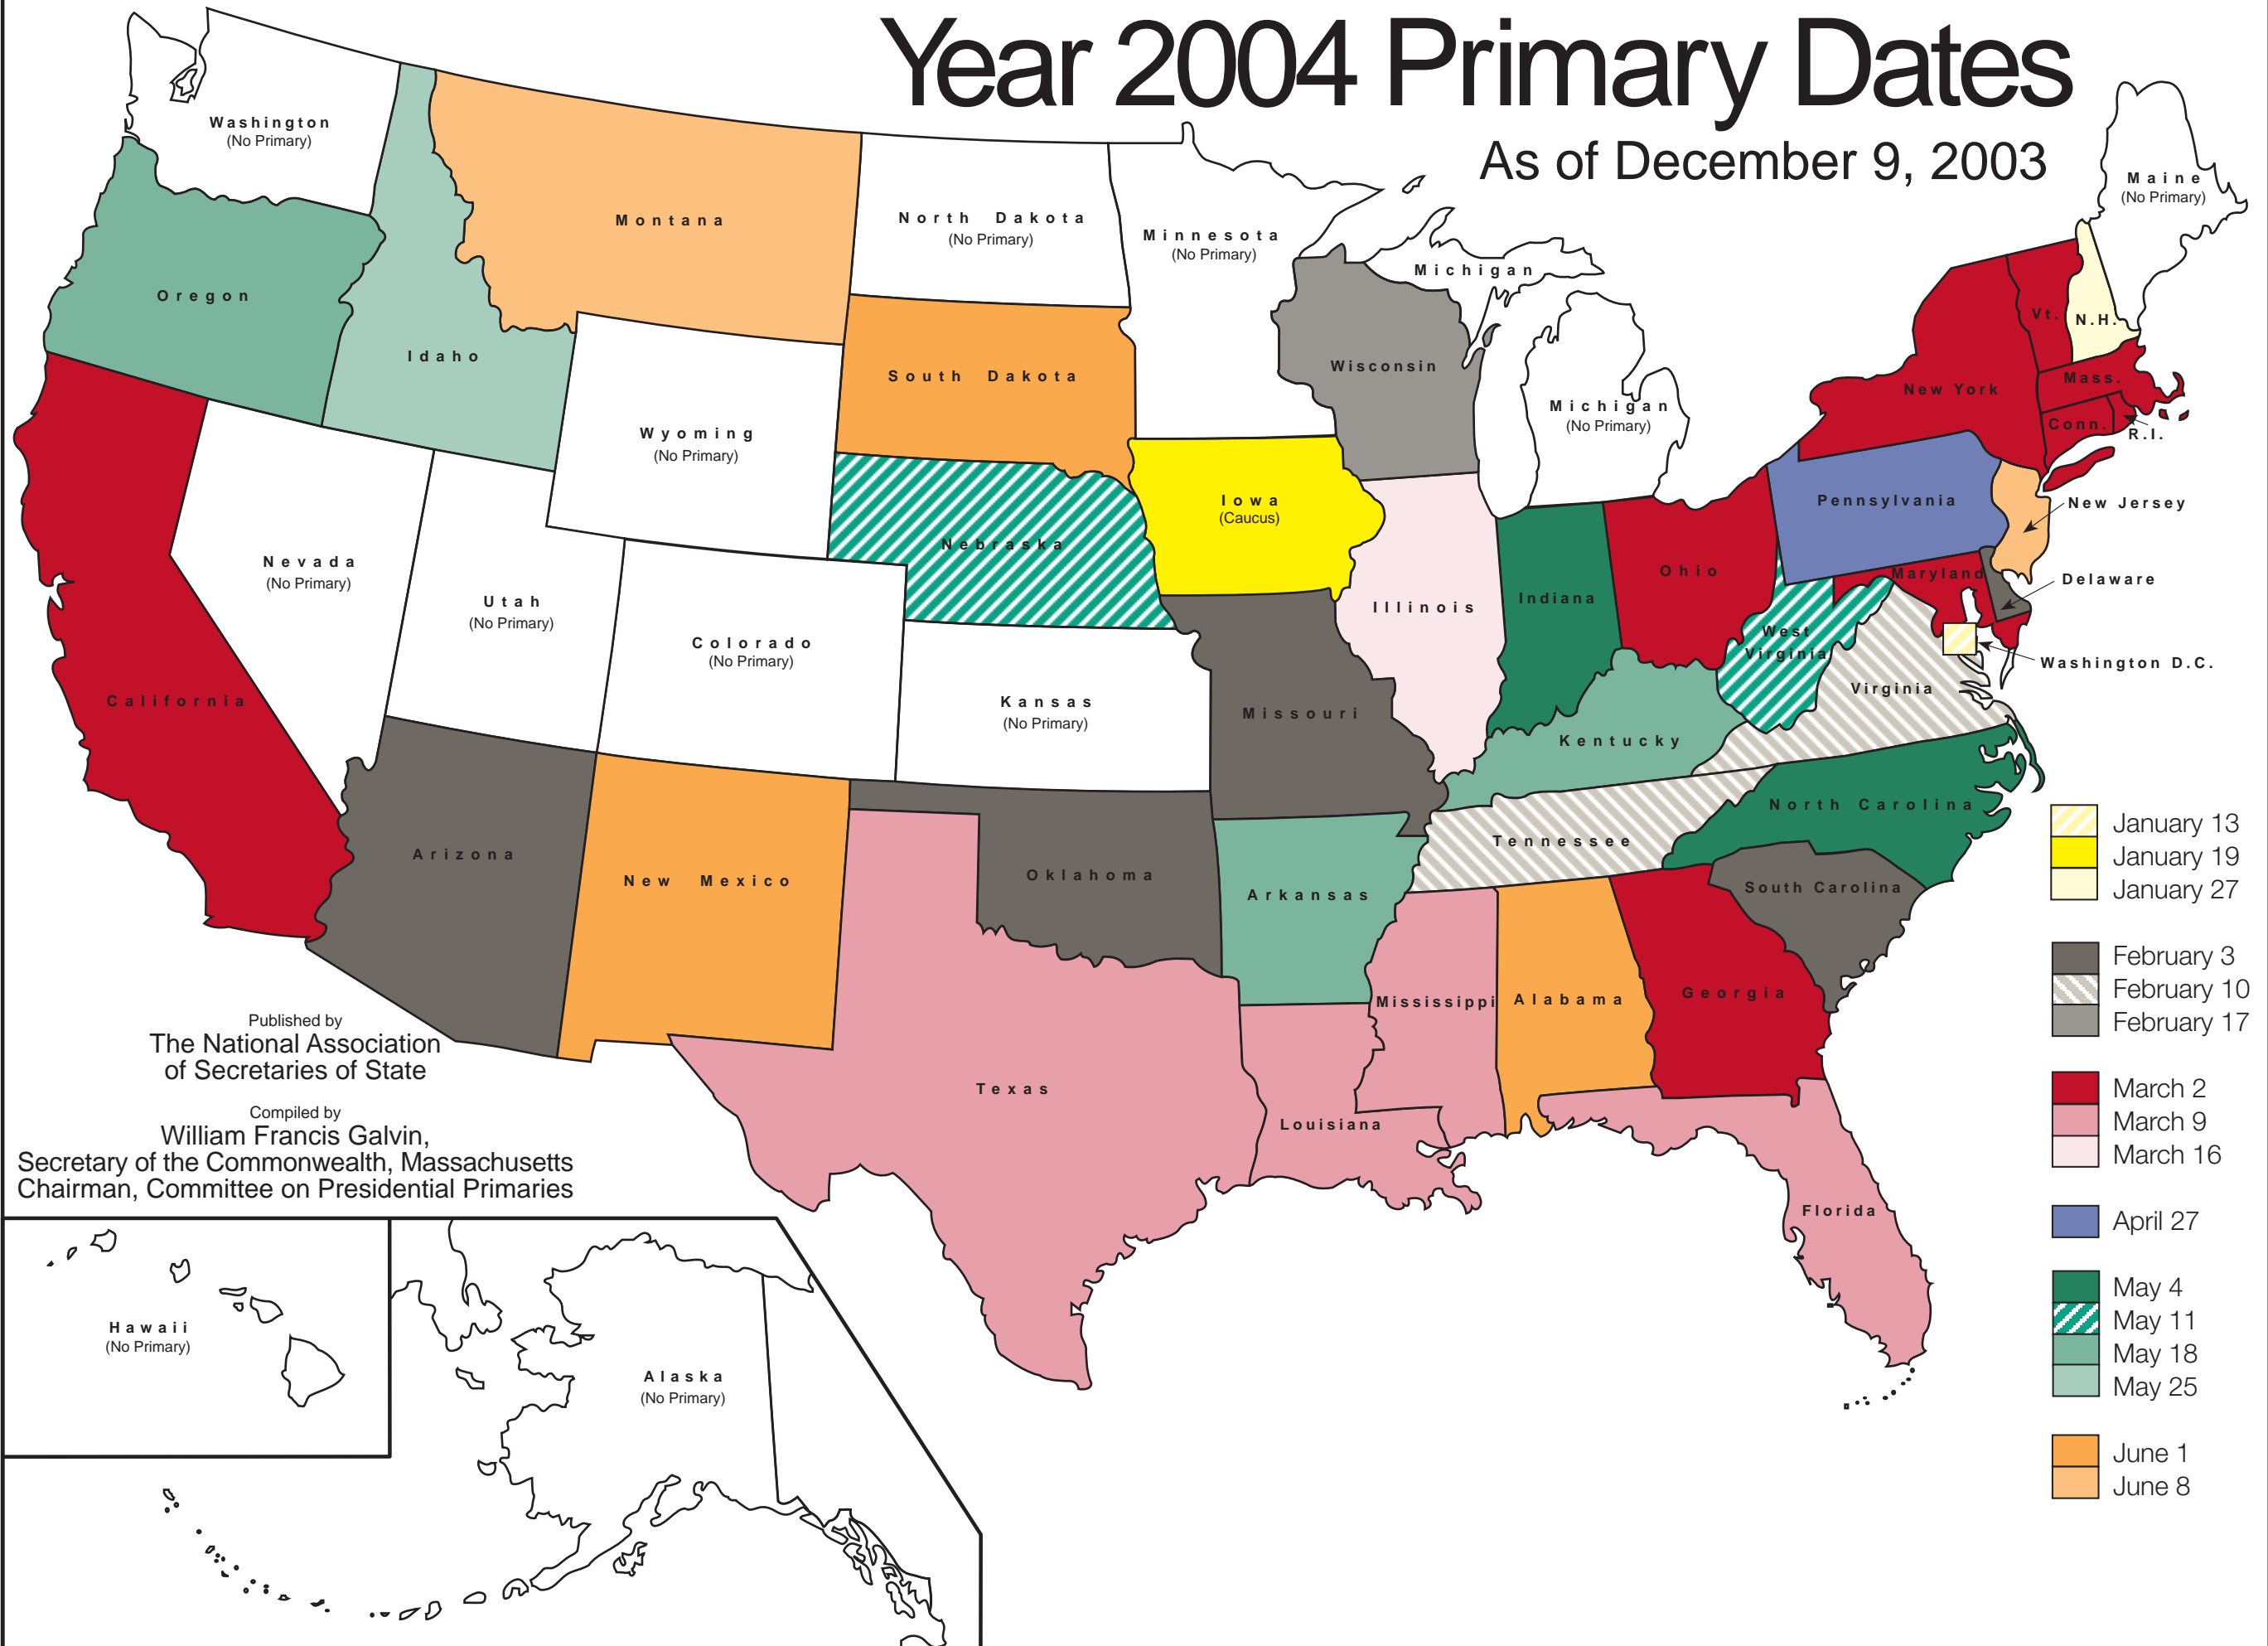 Year 2004 Primary Dates
As of December 9, 2003
Washington
(No Primary)
Oregon
Idaho
Montana
North Dakota
(No Primary)
Minnesota
(No Primary)
Michigan
Maine
(No Primary)
Vt.
N.H.
South Dakota
Wisconsin
Michigan
(No Primary)
New York
Mass.
Conn.
R.I.
Wyoming
(No Primary)
Iowa
(Caucus)
Pennsylvania
New Jersey
Nebraska
Nevada
(No Primary)
Utah
(No Primary)
Colorado
(No Primary)
Kansas
(No Primary)
Illinois
Indiana
Ohio
Maryland
Delaware
West
Virginia
Washington D.C.
Virginia
California
Missouri
Kentucky
North Carolina
Tennessee
Arizona
New Mexico
Oklahoma
Arkansas
South Carolina
Mississippi
Alabama
Georgia
Texas
Louisiana
Florida
Published by
The National Association
of Secretaries of State
Compiled by
William Francis Galvin,
Secretary of the Commonwealth, Massachusetts
Chairman, Committee on Presidential Primaries
Hawaii
(No Primary)
Alaska
(No Primary)
January 13
January 19
January 27
February 3
February 10
February 17
March 2
March 9
March 16
April 27
May 4
May 11
May 18
May 25
June 1
June 8